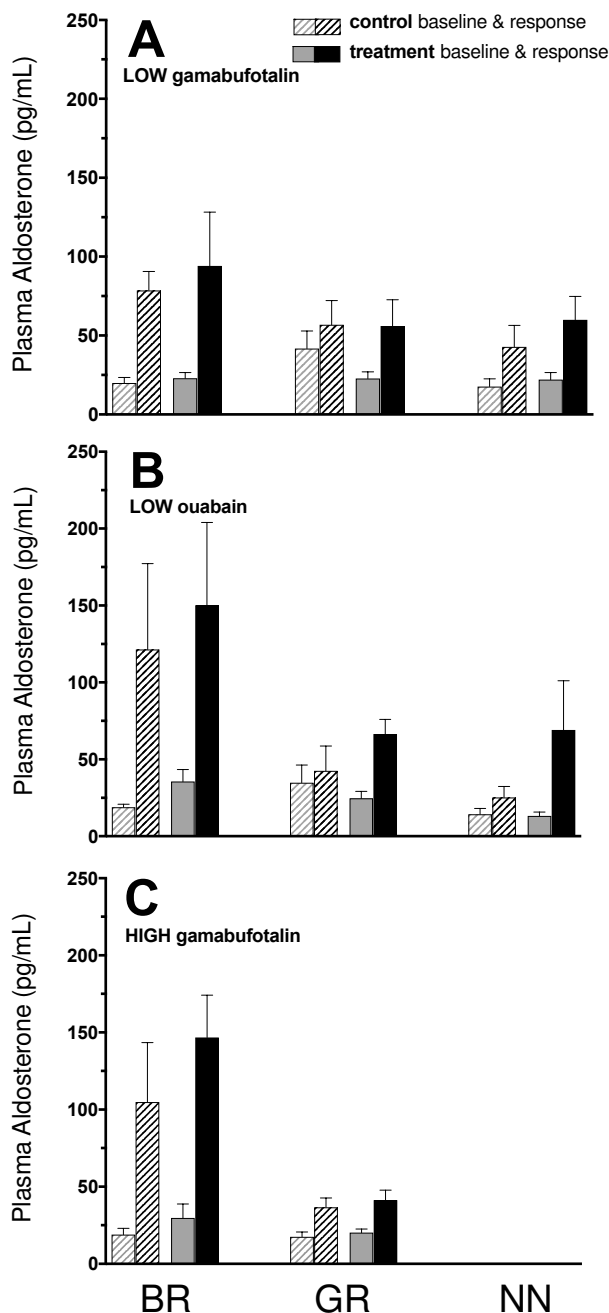 control baseline & response
treatment baseline & response
A
LOW gamabufotalin
Plasma Aldosterone (pg/mL)
250
200
150
100
50
0
B
LOW ouabain
Plasma Aldosterone (pg/mL)
250
200
150
100
50
0
C
HIGH gamabufotalin
Plasma Aldosterone (pg/mL)
250
200
150
100
50
0
BR GR NN